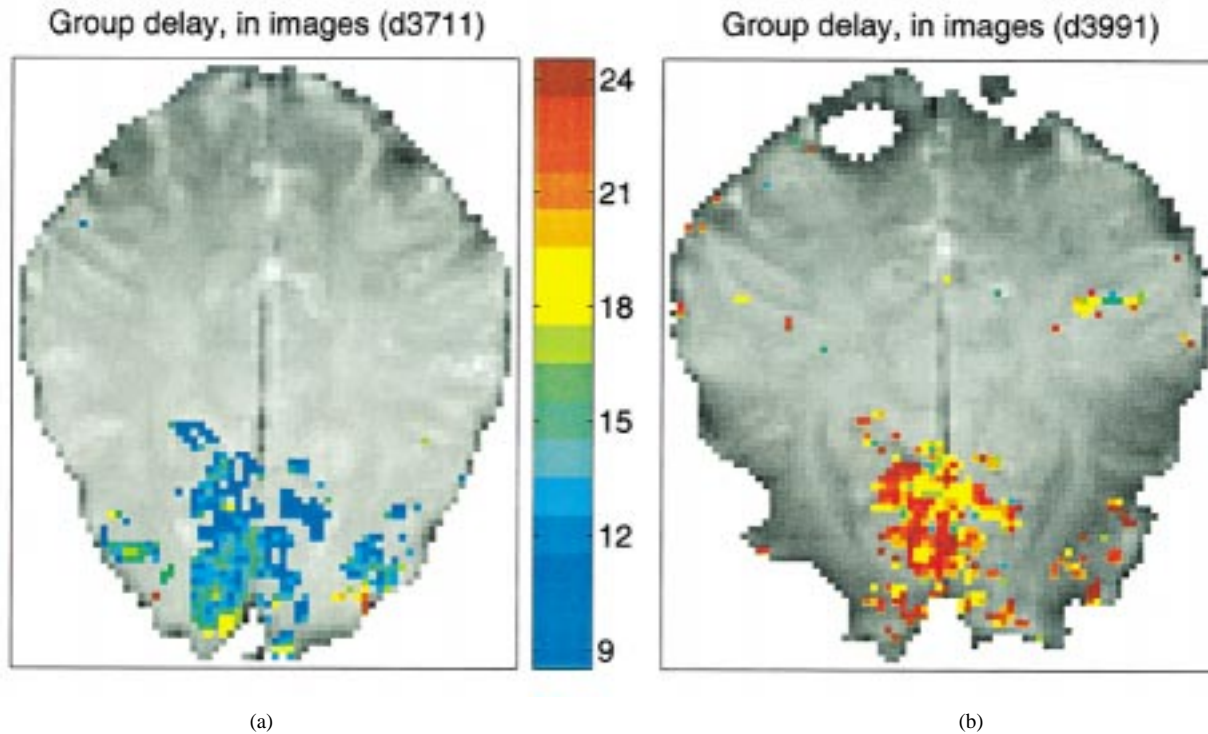 Group delay, in images (d3711)
Group delay, in images (d3991)
24
21
18
15
12
9
(a)
(b)